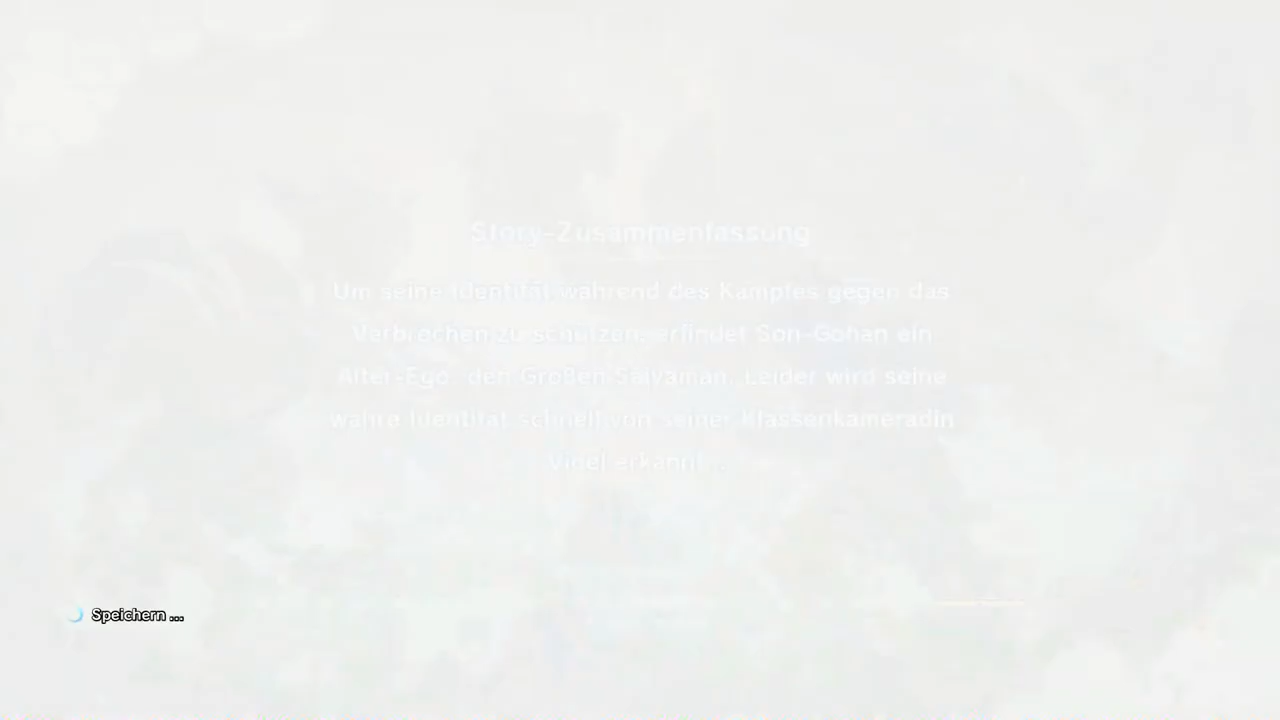 Story-Zusammenfassung
Um seine Identität während des Kampfes gegen das
Verbrechen zu schützen, erfindet Son-Gohan ein
Alter-Ego: den Großen Saiyaman. Leider wird seine
wahre Identität schnell von seiner Klassenkameradin
Videl erkannt ...
Speichern ...